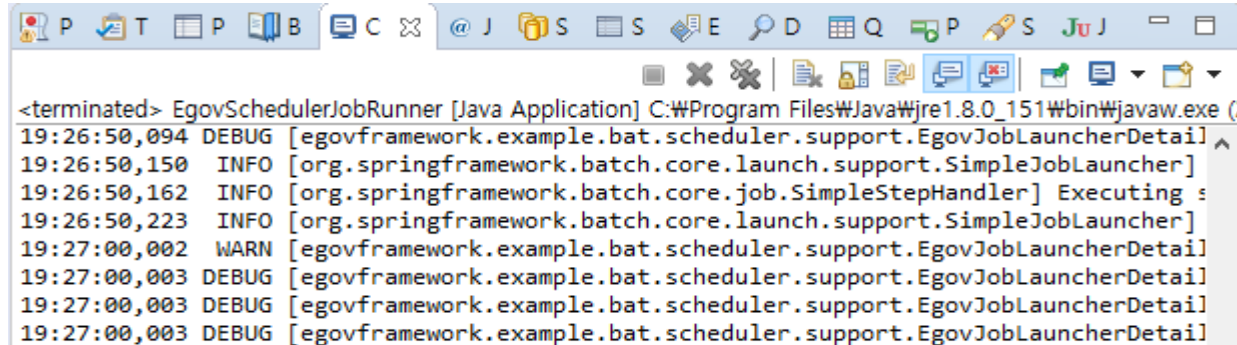 P T P B C @ J S S E D Q P S Ju J
<terminated> EgovSchedulerJobRunner [Java Application] C:₩Program Files₩Java₩jre1.8.0_151₩bin₩javaw.exe (
19:26:50,094 DEBUG [egovframework.example.bat.scheduler.support.EgovJobLauncherDetail
19:26:50,150  INFO [org.springframework.batch.core.launch.support.SimpleJobLauncher]
19:26:50,162  INFO [org.springframework.batch.core.job.SimpleStepHandler] Executing s
19:26:50,223  INFO [org.springframework.batch.core.launch.support.SimpleJobLauncher]
19:27:00,002  WARN [egovframework.example.bat.scheduler.support.EgovJobLauncherDetail
19:27:00,003 DEBUG [egovframework.example.bat.scheduler.support.EgovJobLauncherDetail
19:27:00,003 DEBUG [egovframework.example.bat.scheduler.support.EgovJobLauncherDetail
19:27:00,003 DEBUG [egovframework.example.bat.scheduler.support.EgovJobLauncherDetail